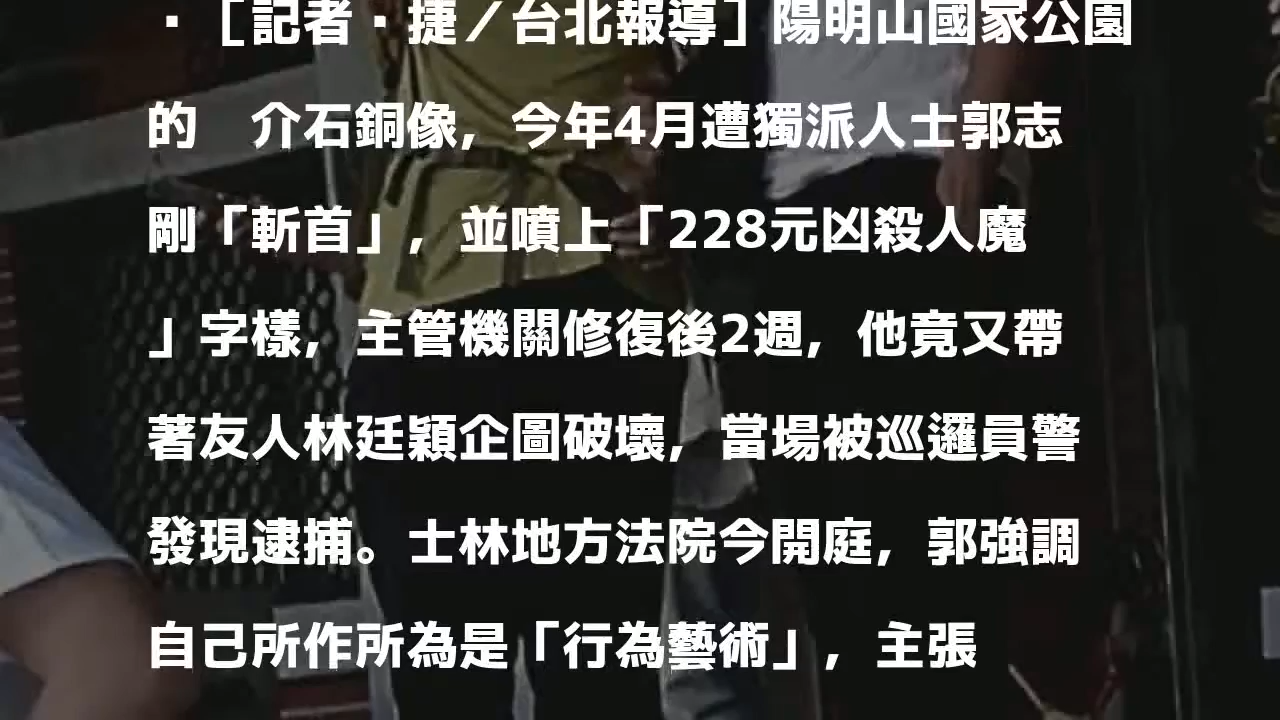 ·［記者·捷／台北報導］陽明山國家公園
的　介石銅像，今年4月遭獨派人士郭志
剛「斬首」，並噴上「228元凶殺人魔
」字樣，主管機關修復後2週，他竟又帶
著友人林廷穎企圖破壞，當場被巡邏員警
發現逮捕。士林地方法院今開庭，郭強調
自己所作所為是「行為藝術」，主張